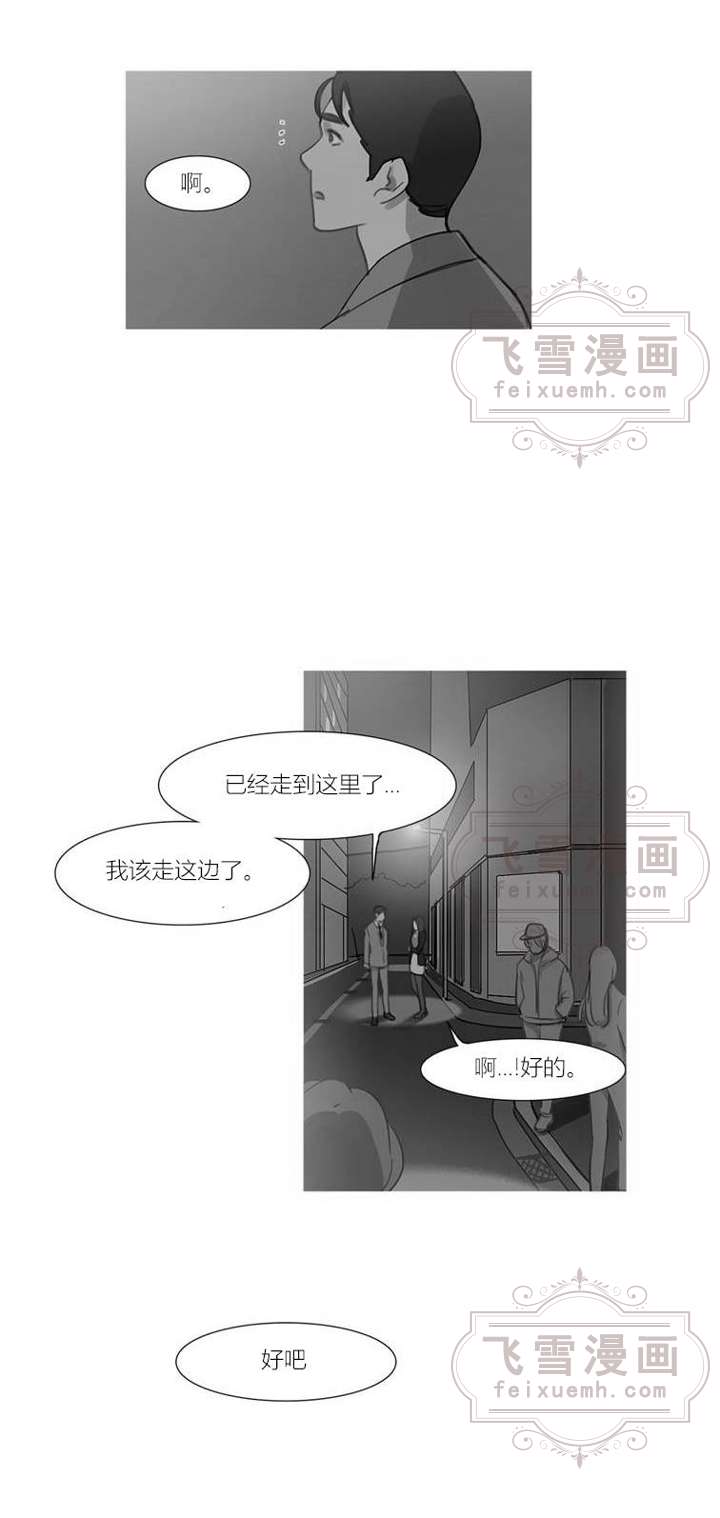 啊。
飞雪漫画
feixuemh.com
已经走到这里了...
我该走这边了。
飞雪漫画
feixuemh.com
啊...!好的。
好吧
飞雪漫画
feixuemh.com